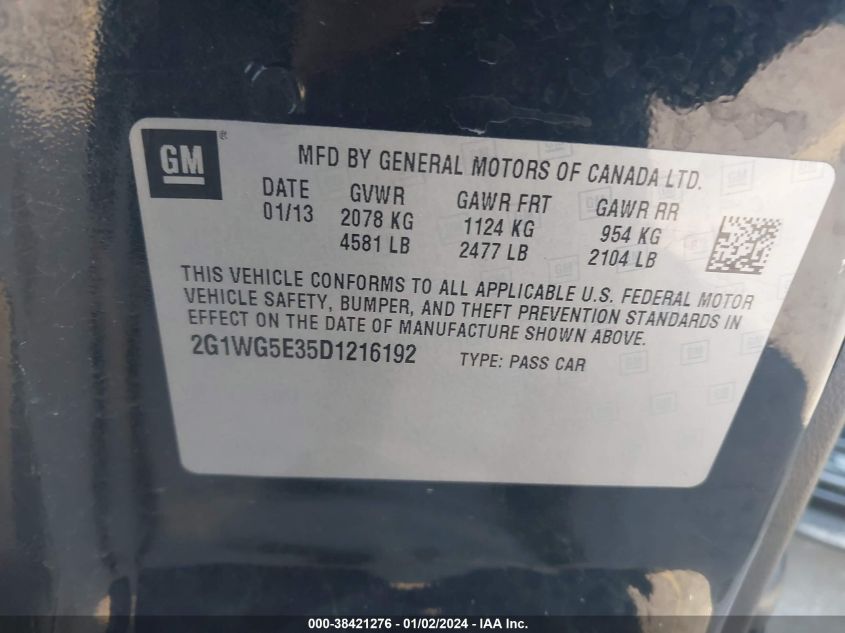 GM ®
MFD BY GENERAL MOTORS OF CANADA LTD.
DATE GVWR GAWR FRT GAWR RR
01/13 2078 KG 1124 KG 954 KG
4581 LB 2477 LB 2104 LB
THIS VEHICLE CONFORMS TO ALL APPLICABLE U.S. FEDERAL MOTOR
VEHICLE SAFETY, BUMPER, AND THEFT PREVENTION STANDARDS IN
EFFECT ON THE DATE OF MANUFACTURE SHOWN ABOVE.
2G1WG5E35D1216192 TYPE: PASS CAR
000-38421276 - 01/02/2024 - IAA Inc.